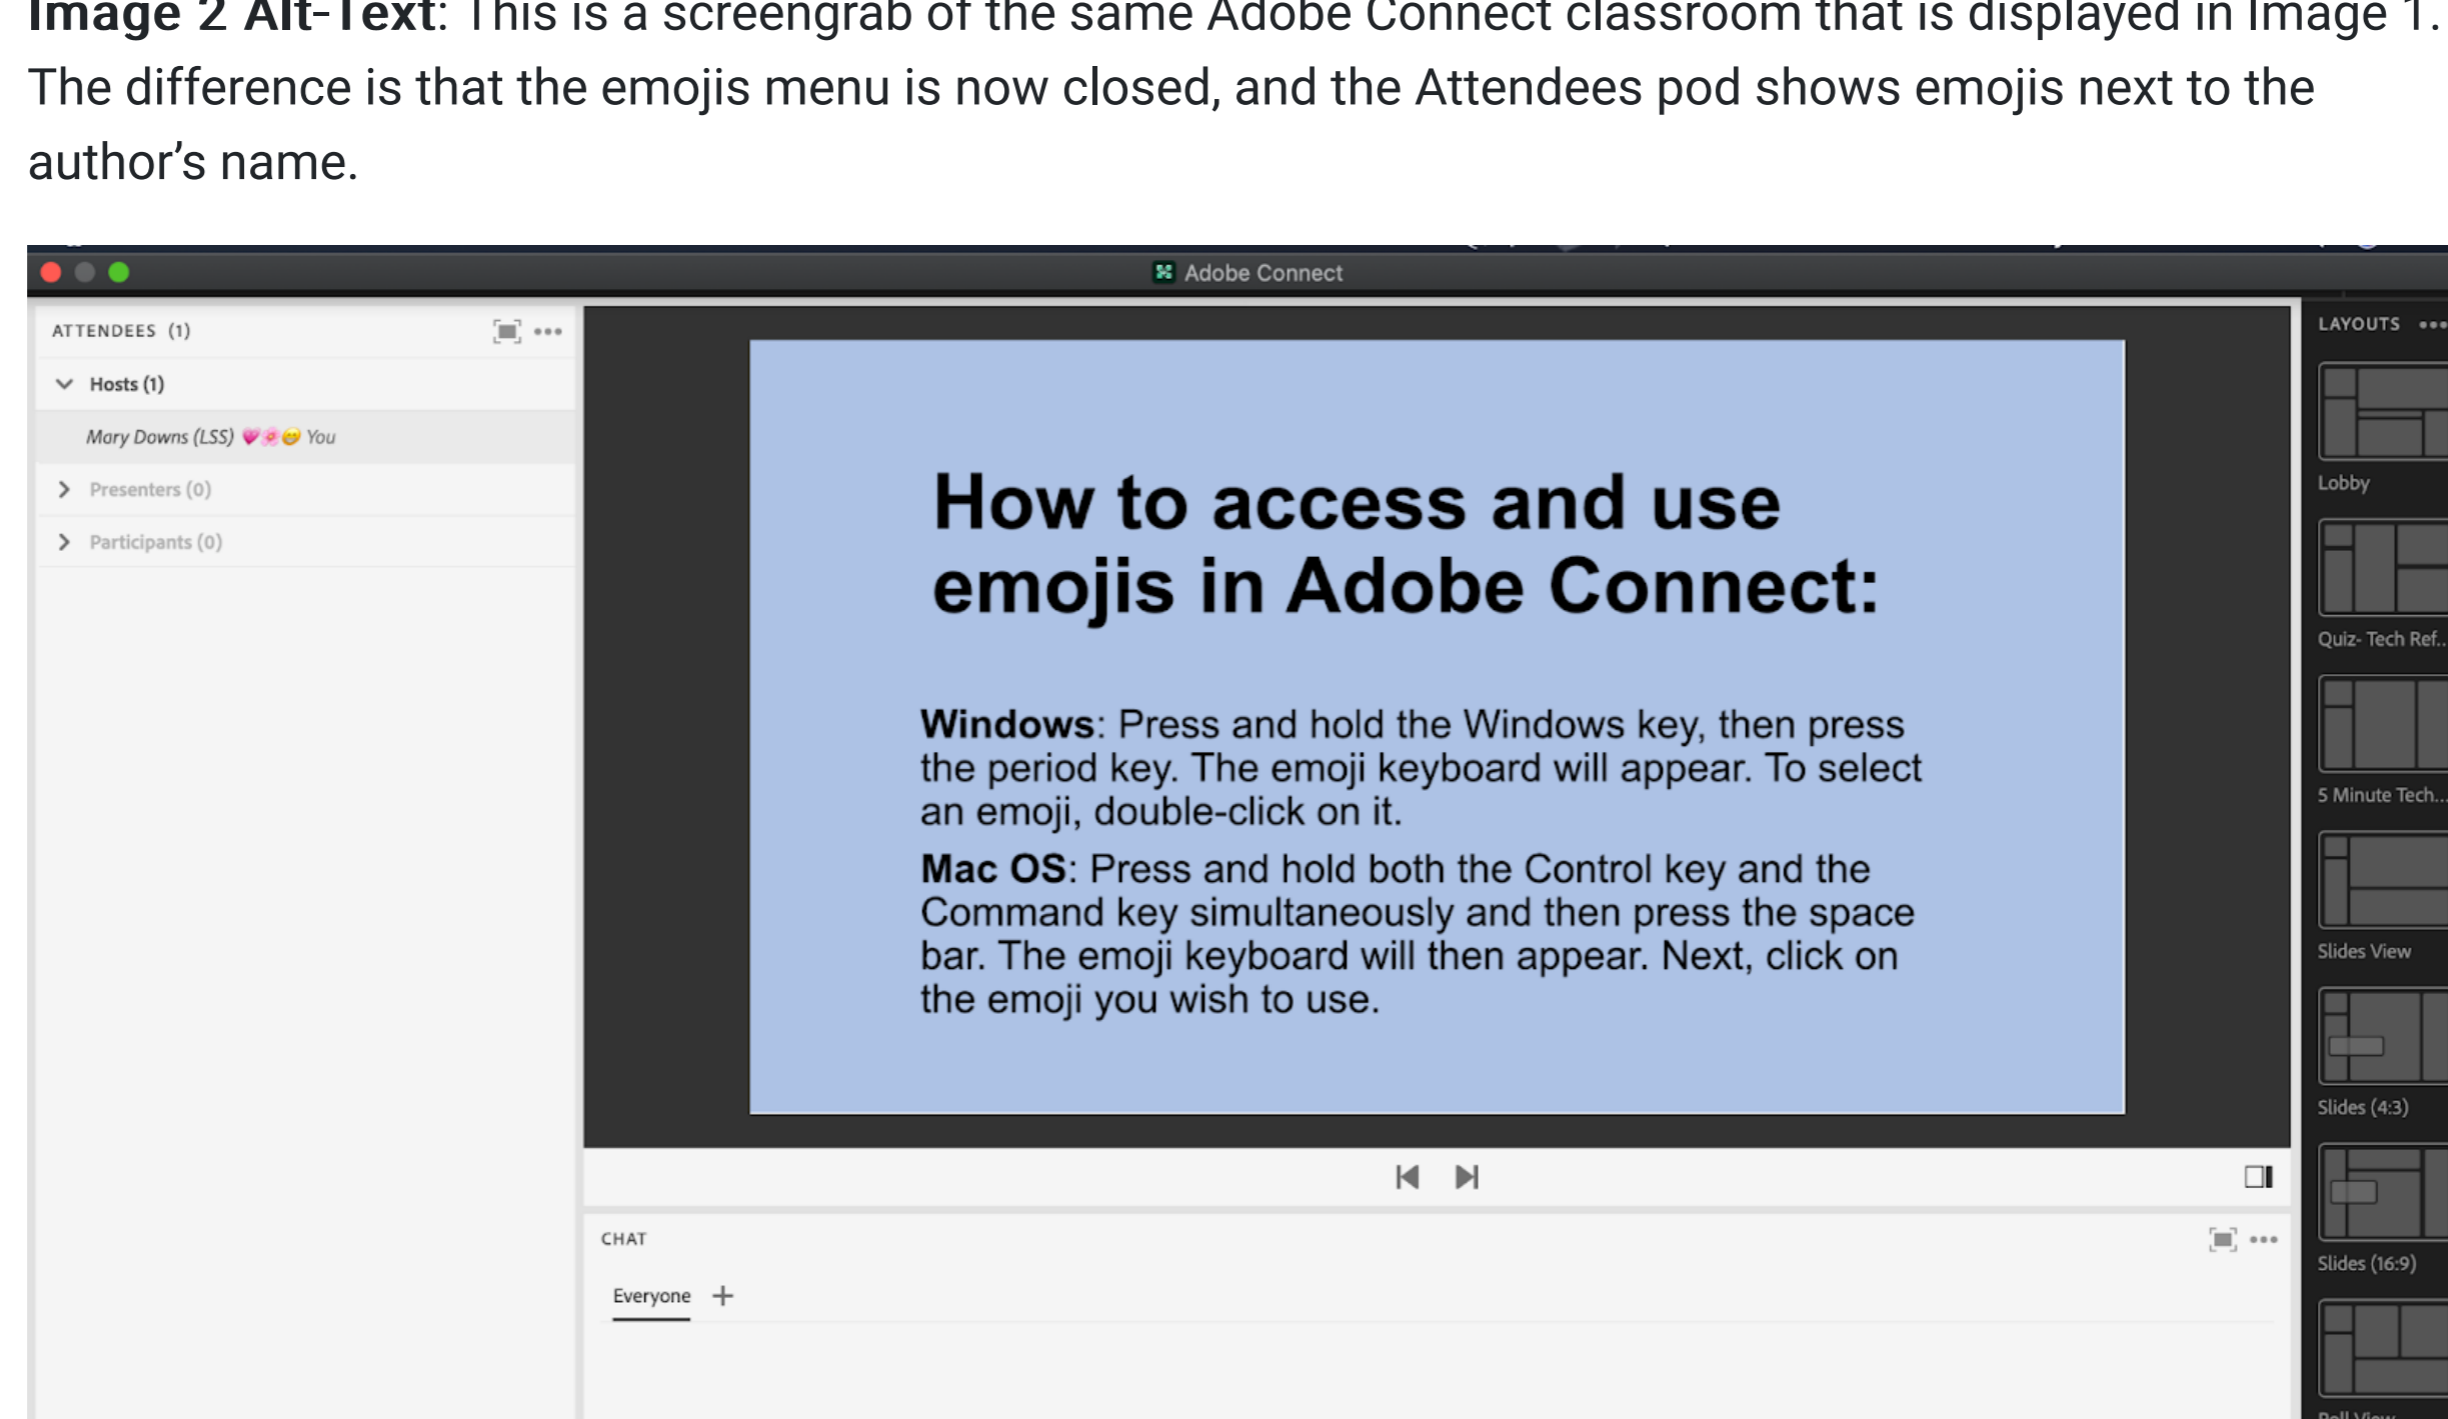 Image 2 Alt-Text: This is a screengrab of the same Adobe Connect classroom that is displayed in Image 1.
The difference is that the emojis menu is now closed, and the Attendees pod shows emojis next to the
author’s name.
Adobe Connect
ATTENDEES (1)
Hosts (1)
Mary Downs (LSS) 💗🌸😁 You
Presenters (0)
Participants (0)
How to access and use
emojis in Adobe Connect:
Windows: Press and hold the Windows key, then press
the period key. The emoji keyboard will appear. To select
an emoji, double-click on it.
Mac OS: Press and hold both the Control key and the
Command key simultaneously and then press the space
bar. The emoji keyboard will then appear. Next, click on
the emoji you wish to use.
CHAT
Everyone
LAYOUTS
Lobby
Quiz- Tech Ref...
5 Minute Tech...
Slides View
Slides (4:3)
Slides (16:9)
Poll View